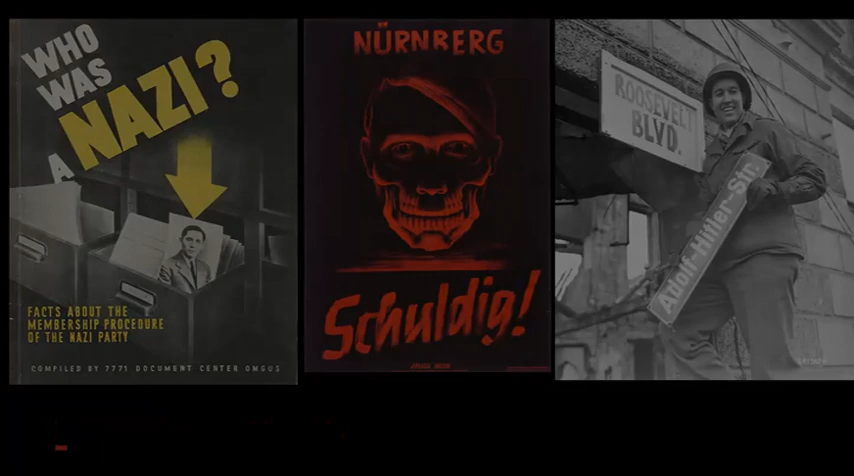 WHO
WAS
A NAZI?
FACTS ABOUT THE
MEMBERSHIP PROCEDURE
OF THE NAZI PARTY
COMPILED BY 7771 DOCUMENT CENTER OMGUS
NÜRNBERG
Schuldig!
ROOSEVELT
BLVD.
Adolf-Hitler-Str.